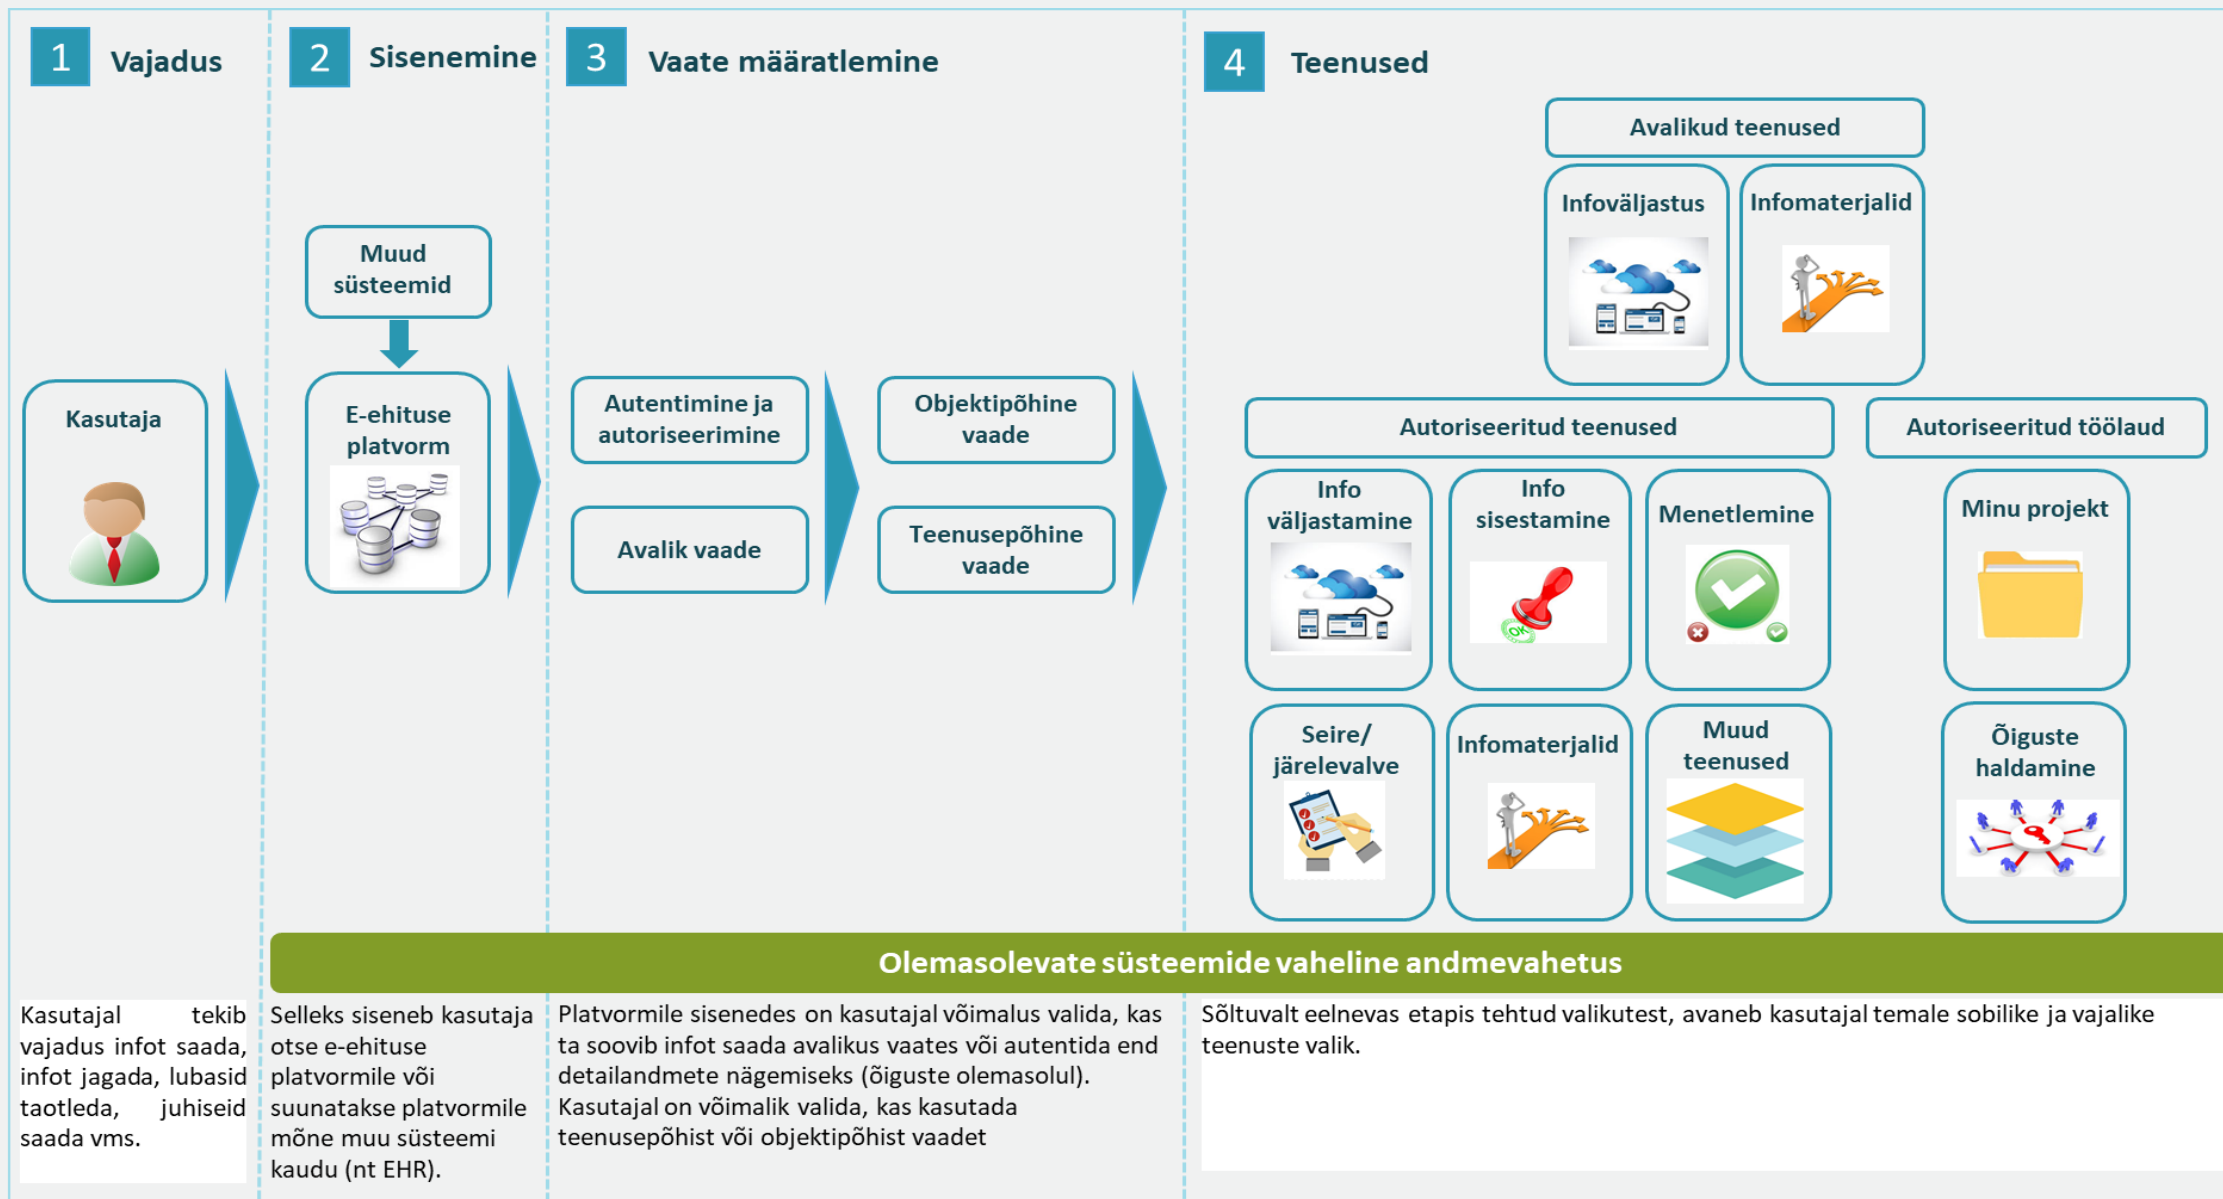 1 Vajadus
2 Sisenemine
3 Vaate määratlemine
4 Teenused
Kasutaja
Muud
süsteemid
E-ehituse
platvorm
Autentimine ja
autoriseerimine
Avalik vaade
Objektipõhine
vaade
Teenusepõhine
vaade
Avalikud teenused
Infoväljastus
Infomaterjalid
Autoriseeritud teenused
Info
väljastamine
Info
sisestamine
OK
Menetlemine
Seire/
järelevalve
Infomaterjalid
Muud
teenused
Autoriseeritud töölaud
Minu projekt
Õiguste
haldamine
Olemasolevate süsteemide vaheline andmevahetus
Kasutajal tekib
vajadus infot saada,
infot jagada, lubasid
taotleda, juhiseid
saada vms.
Selleks siseneb kasutaja
otse e-ehituse
platvormile või
suunatakse platvormile
mõne muu süsteemi
kaudu (nt EHR).
Platvormile sisenedes on kasutajal võimalus valida, kas
ta soovib infot saada avalikus vaates või autentida end
detailandmete nägemiseks (õiguste olemasolul).
Kasutajal on võimalik valida, kas kasutada
teenusepõhist või objektipõhist vaadet
Sõltuvalt eelnevas etapis tehtud valikutest, avaneb kasutajal temale sobilike ja vajalike
teenuste valik.